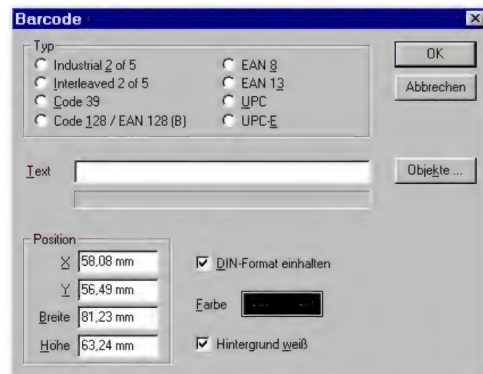 Barcode
Typ
Industrial 2 of 5
Interleaved 2 of 5
Code 39
Code 128 / EAN 128 (B)
EAN 8
EAN 13
UPC
UPC-E
OK
Abbrechen
Text
Objekte ...
Position
X 58,08 mm
Y 56,49 mm
Breite 81,23 mm
Höhe 63,24 mm
DIN-Format einhalten
Farbe
Hintergrund weiß